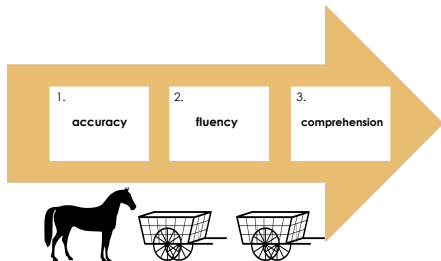 1.
accuracy
2.
fluency
3.
comprehension